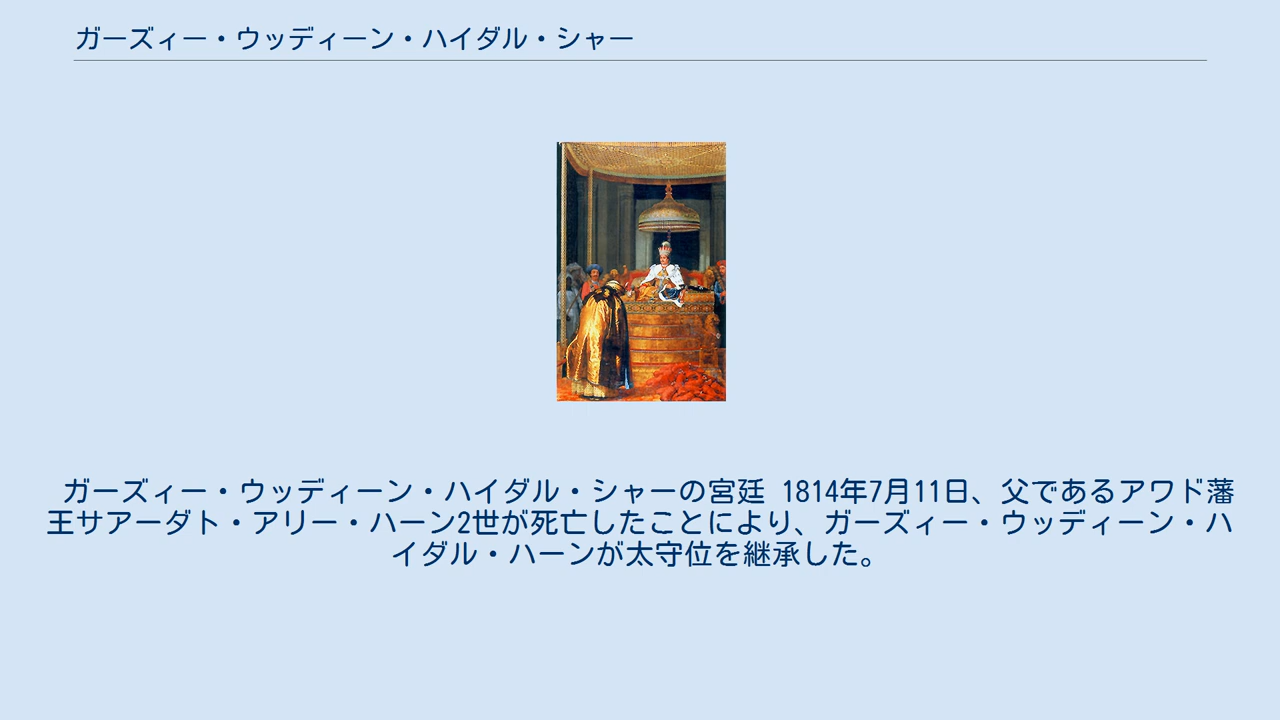 ガーズィー・ウッディーン・ハイダル・シャー
ガーズィー・ウッディーン・ハイダル・シャーの宮廷 1814年7月11日、父であるアワド藩
王サアーダト・アリー・ハーン2世が死亡したことにより、ガーズィー・ウッディーン・ハ
イダル・ハーンが太守位を継承した。